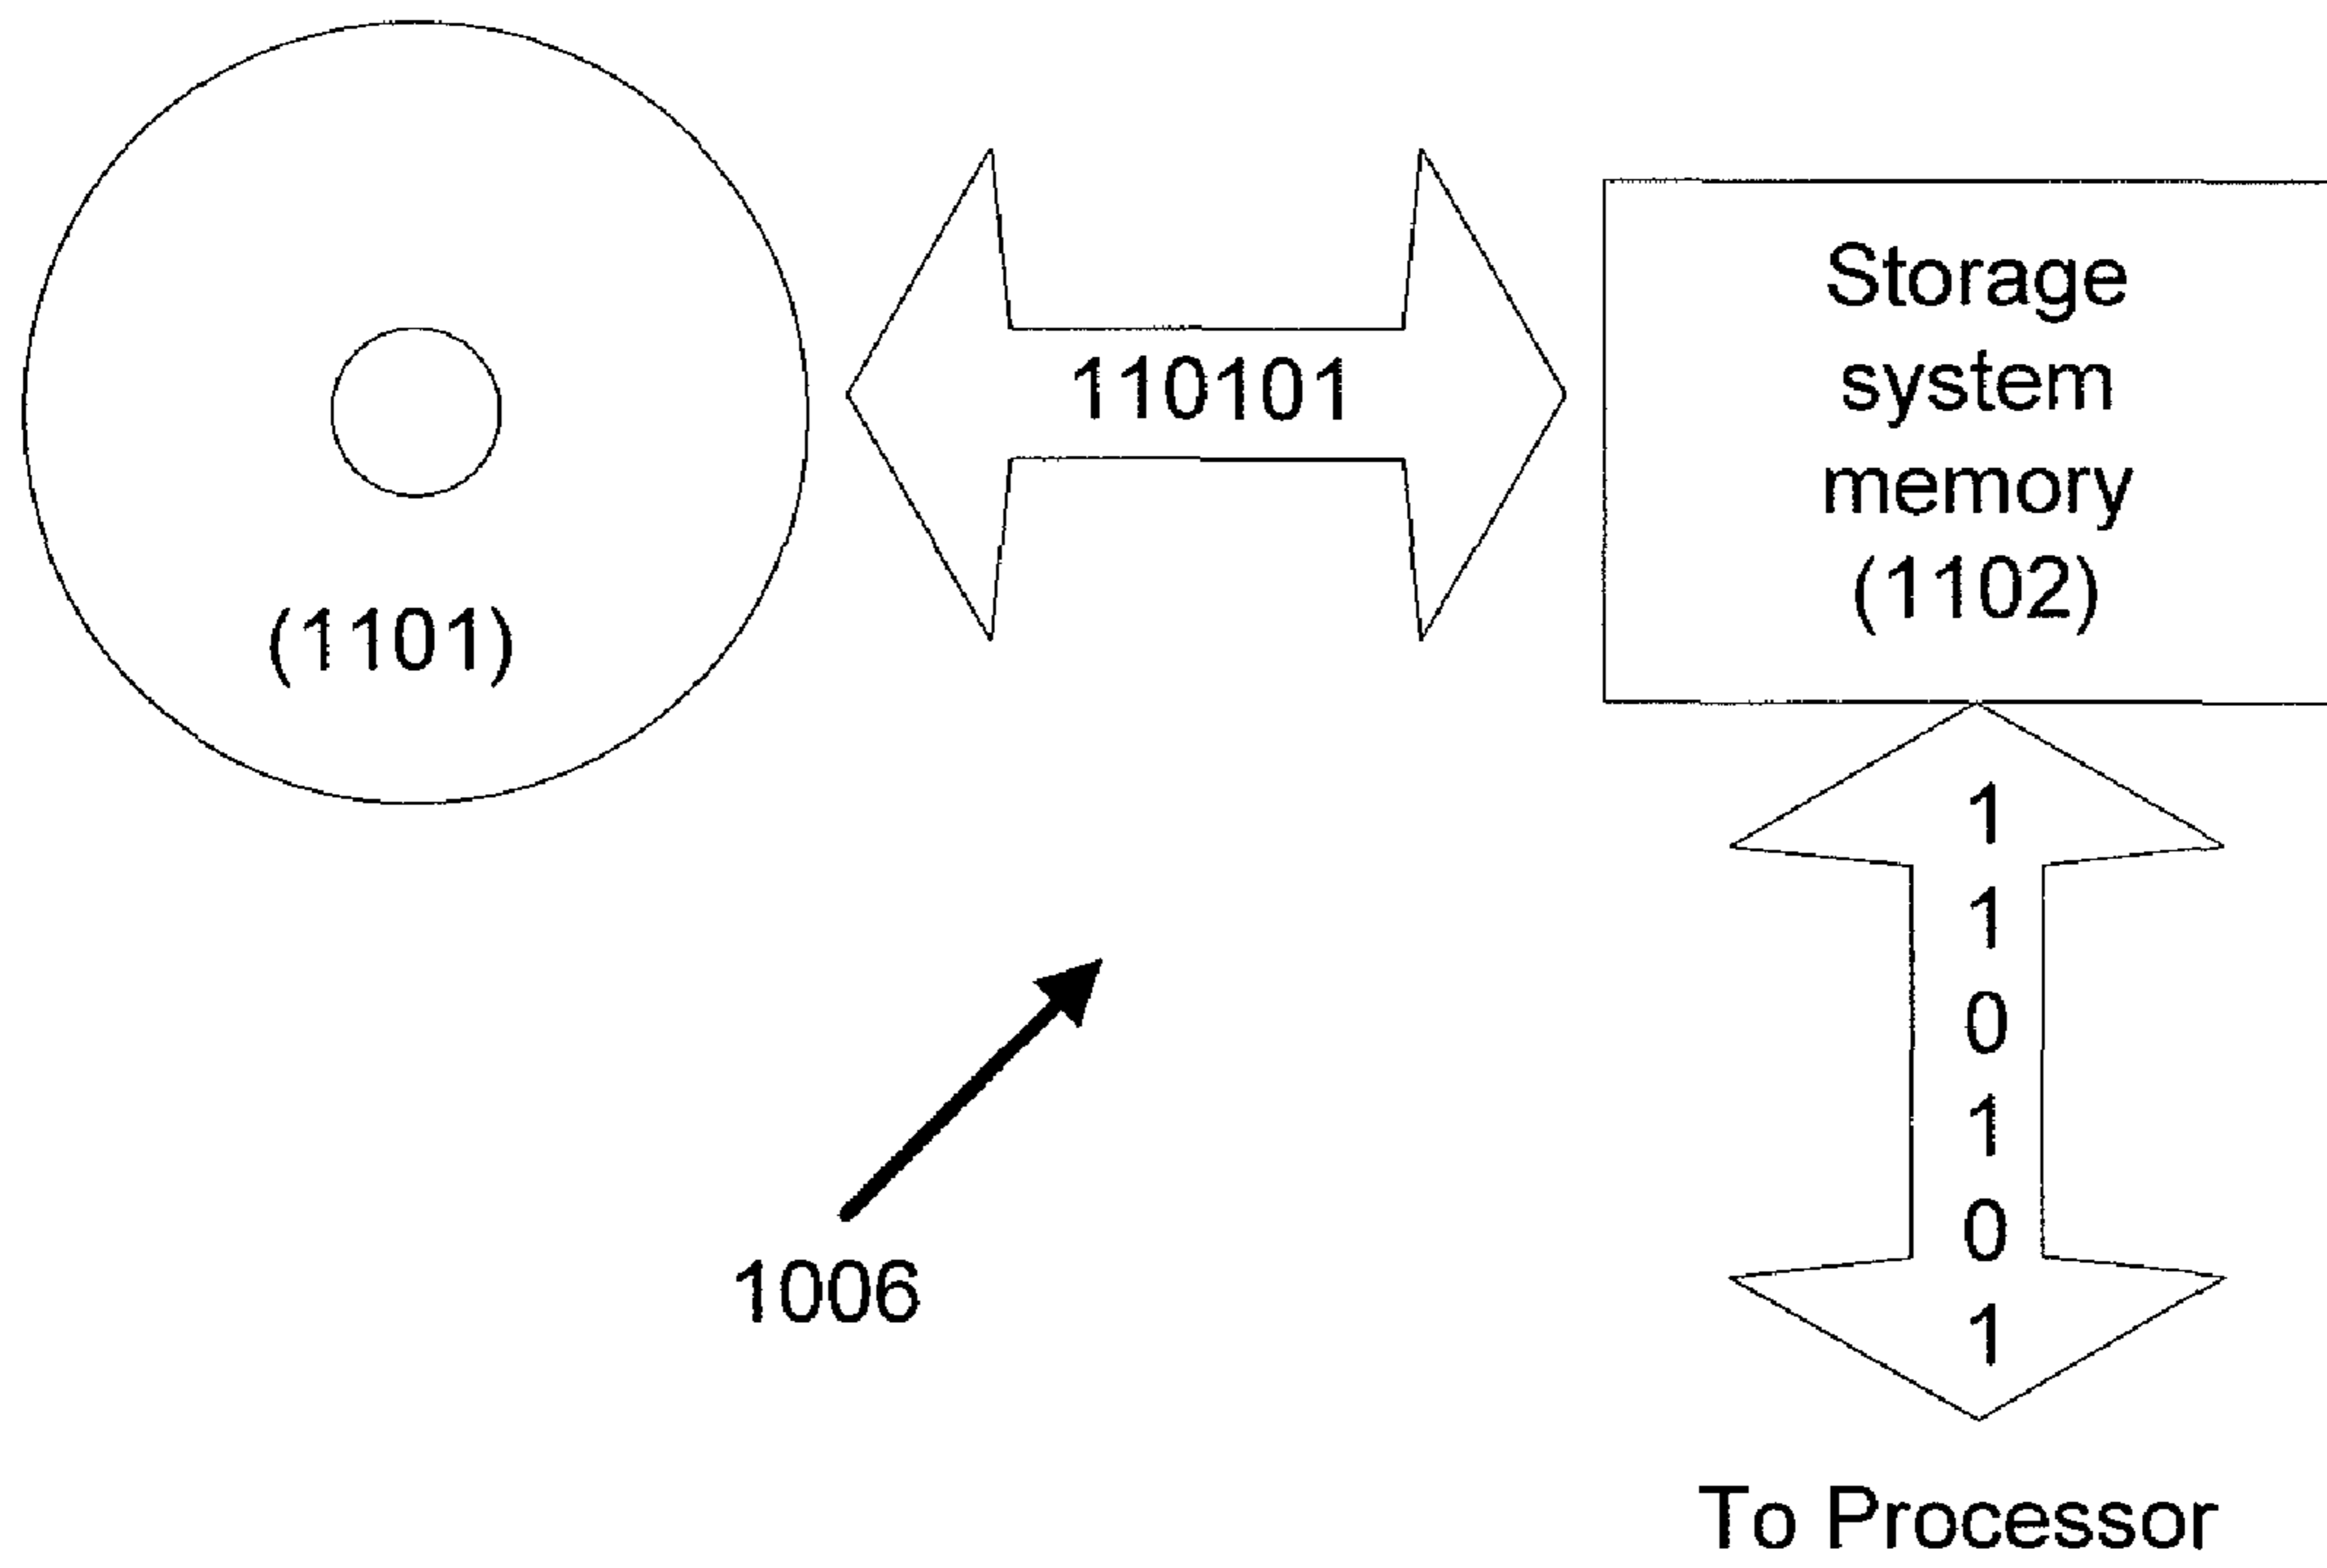 Storage
system
memory
(1102)
110101
(1101)
1
1
0
1
0
1
1006
To Processor